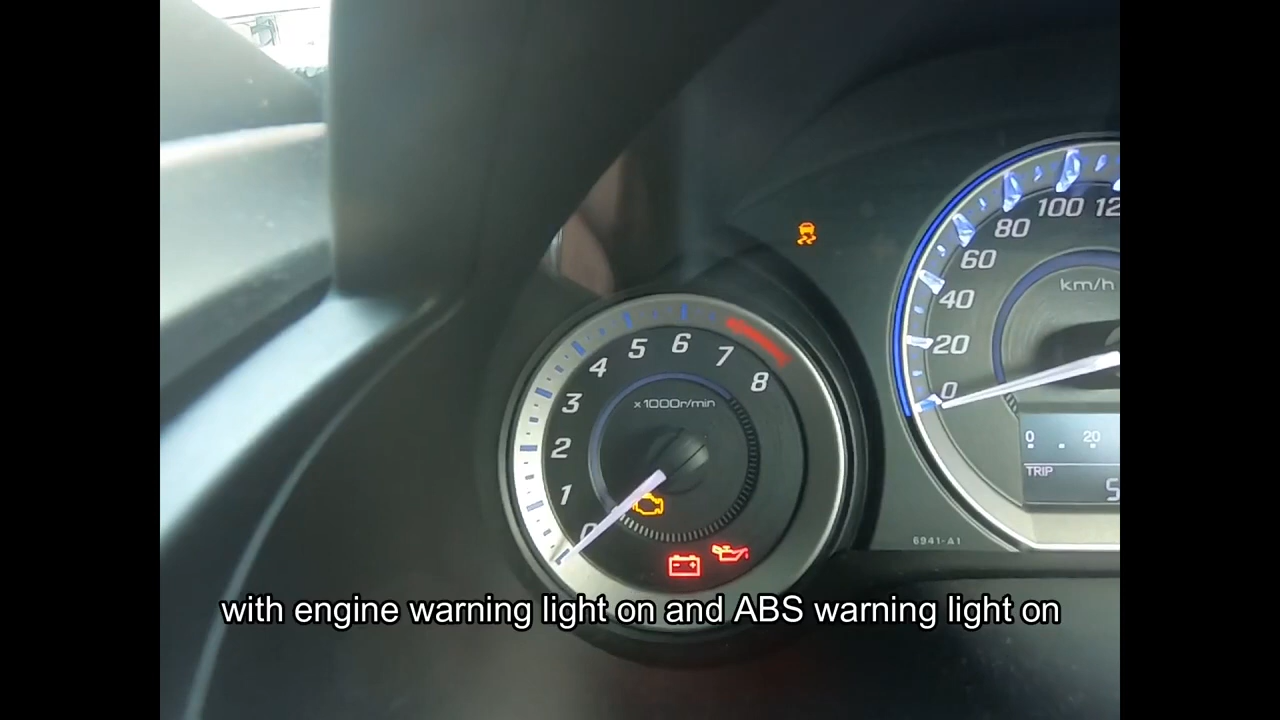 100 12
80
60
km/h
40
20
0
6
5
7
4
8
3
x1000r/min
2
0 . 20
TRIP
1
5
0
6941-A1
with engine warning light on and ABS warning light on